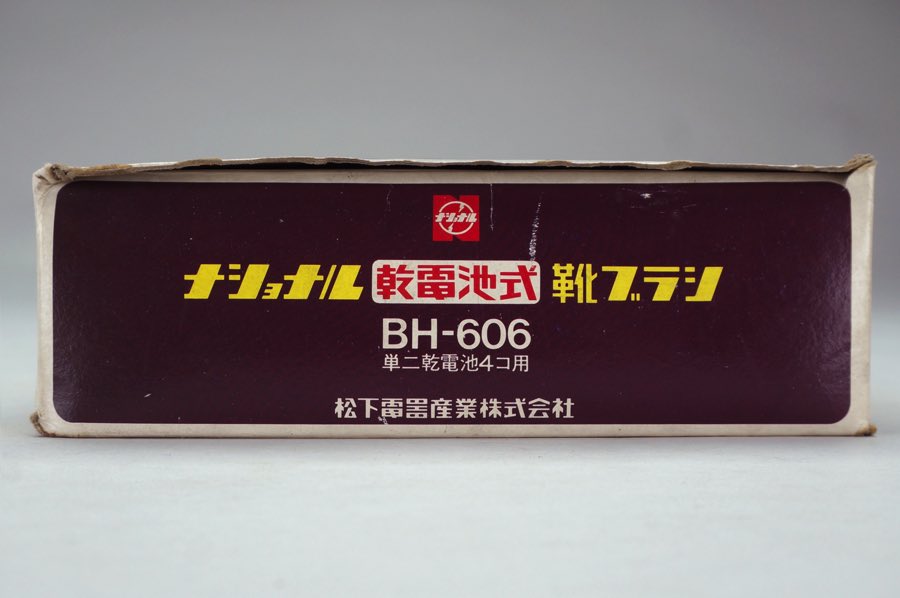 ナショナル
ナショナル 乾電池式 靴ブラシ
BH-606
単二乾電池4コ用
松下電器産業株式会社